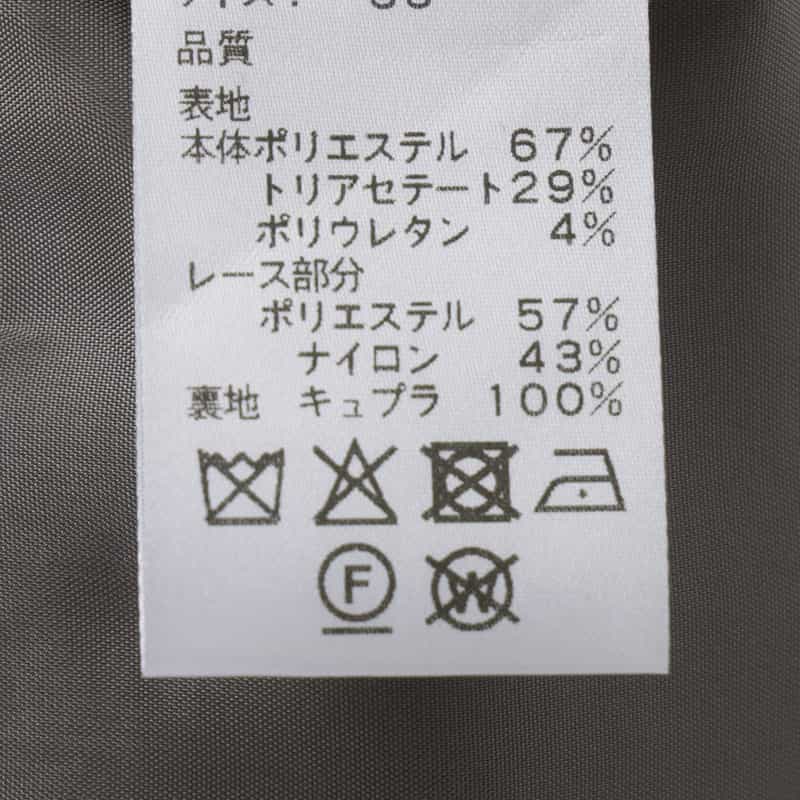 品質
表地
本体ポリエステル 67%
トリアセテート29%
ポリウレタン 4%
レース部分
ポリエステル 57%
ナイロン 43%
裏地 キュプラ 100%
F
W